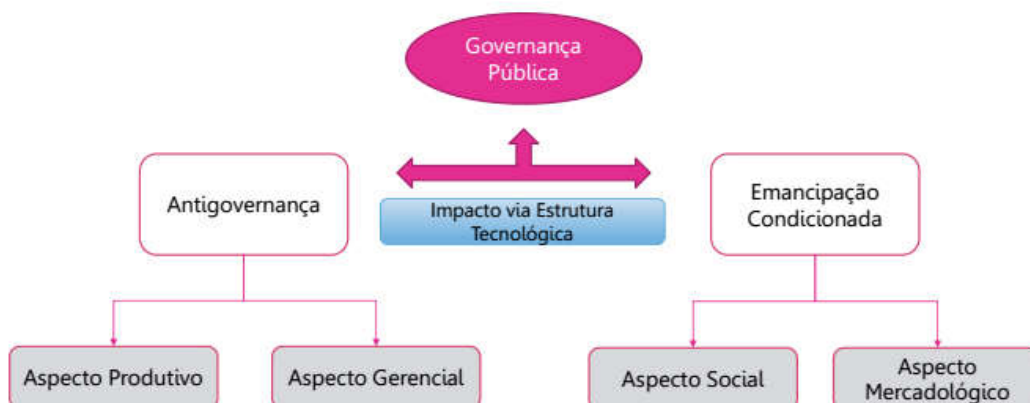 Governança
Pública
Antigovernança
Impacto via Estrutura
Tecnológica
Emancipação
Condicionada
Aspecto Produtivo
Aspecto Gerencial
Aspecto Social
Aspecto
Mercadológico